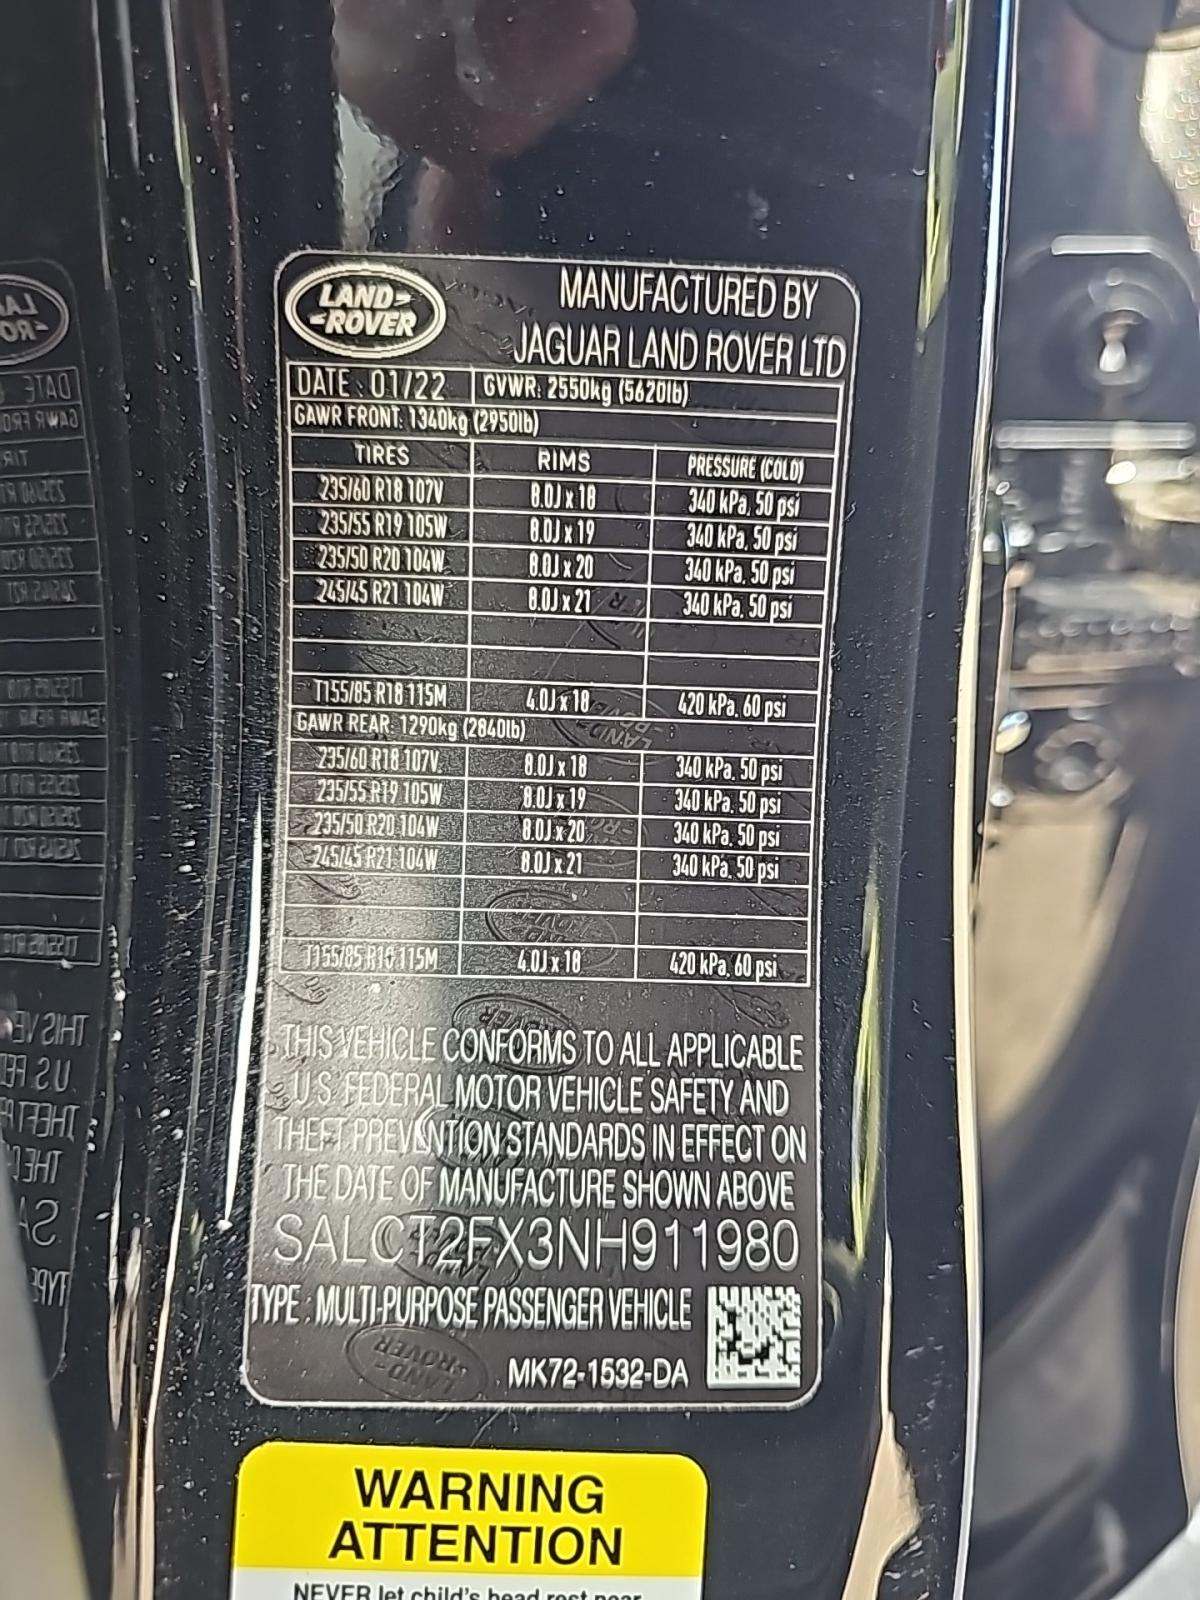 LAND-
-ROVER
MANUFACTURED BY
JAGUAR LAND ROVER LTD
DATE : 01/22 GVWR: 2550kg (5620lb)
GAWR FRONT: 1340kg (2950lb)
TIRES RIMS PRESSURE (COLD)
235/60 R18 107V 8.0J x 18 340 kPa, 50 psi
235/55 R19 105W 8.0J x 19 340 kPa, 50 psi
235/50 R20 104W 8.0J x 20 340 kPa, 50 psi
245/45 R21 104W 8.0J x 21 340 kPa, 50 psi
T155/85 R18 115M 4.0J x 18 420 kPa, 60 psi
GAWR REAR: 1290kg (2840lb)
235/60 R18 107V 8.0J x 18 340 kPa, 50 psi
235/55 R19 105W 8.0J x 19 340 kPa, 50 psi
235/50 R20 104W 8.0J x 20 340 kPa, 50 psi
245/45 R21 104W 8.0J x 21 340 kPa, 50 psi
T155/85 R18 115M 4.0J x 18 420 kPa, 60 psi
THIS VEHICLE CONFORMS TO ALL APPLICABLE
U.S. FEDERAL MOTOR VEHICLE SAFETY AND
THEFT PREVENTION STANDARDS IN EFFECT ON
THE DATE OF MANUFACTURE SHOWN ABOVE
SALCT2FX3NH911980
TYPE : MULTI-PURPOSE PASSENGER VEHICLE
MK72-1532-DA
WARNING
ATTENTION
NEVER let child's head rest near